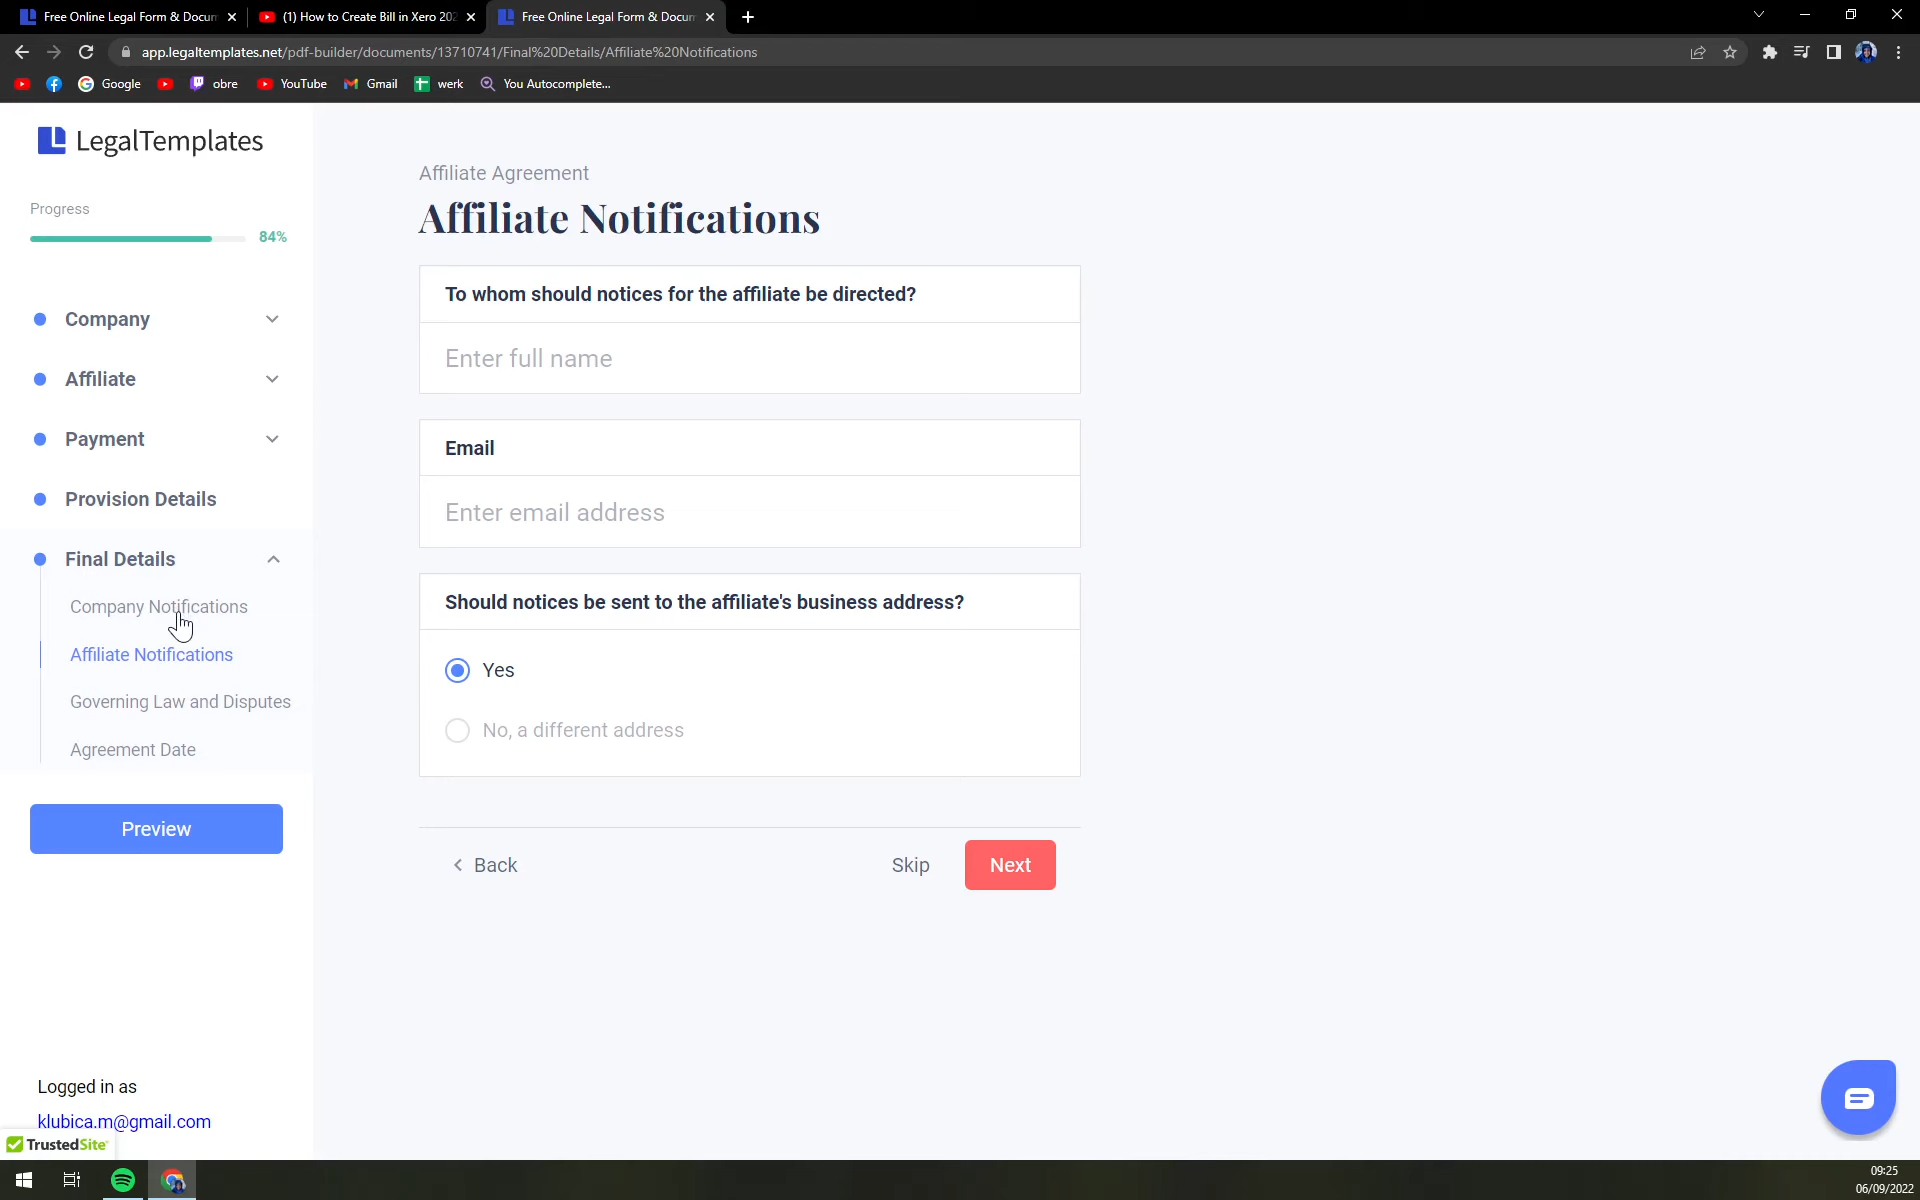 Free Online Legal Form & Docum
(1) How to Create Bill in Xero 202
Free Online Legal Form & Docum
app.legaltemplates.net/pdf-builder/documents/13710741/Final%20Details/Affiliate%20Notifications
Google
obre
YouTube
Gmail
werk
You Autocomplete...
LegalTemplates
Progress
84%
Company
Affiliate
Payment
Provision Details
Final Details
Company Notifications
Affiliate Notifications
Governing Law and Disputes
Agreement Date
Preview
Logged in as
klubica.m@gmail.com
TrustedSite
Affiliate Agreement
Affiliate Notifications
To whom should notices for the affiliate be directed?
Enter full name
Email
Enter email address
Should notices be sent to the affiliate's business address?
Yes
No, a different address
Back
Skip
Next
09:25
06/09/2022